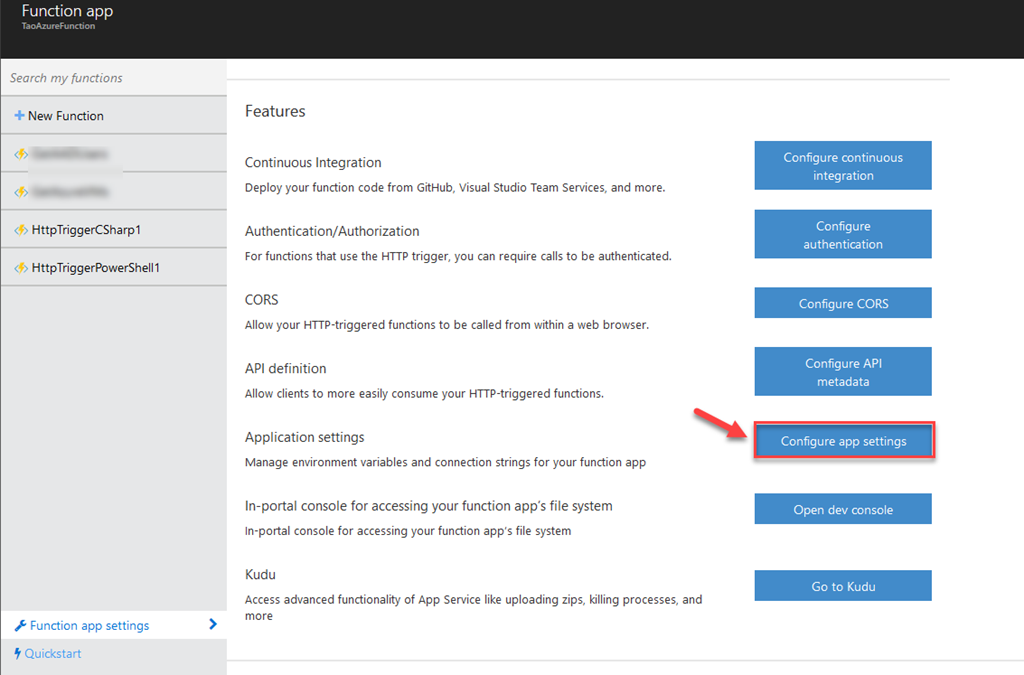 Function app
TaoAzureFunction
Search my functions
New Function
HttpTriggerCSharp1
HttpTriggerPowerShell1
Function app settings
Quickstart
Features
Continuous Integration
Deploy your function code from GitHub, Visual Studio Team Services, and more.
Configure continuous
integration
Authentication/Authorization
For functions that use the HTTP trigger, you can require calls to be authenticated.
Configure
authentication
CORS
Allow your HTTP-triggered functions to be called from within a web browser.
Configure CORS
API definition
Allow clients to more easily consume your HTTP-triggered functions.
Configure API
metadata
Application settings
Manage environment variables and connection strings for your function app
Configure app settings
In-portal console for accessing your function app's file system
In-portal console for accessing your function app's file system
Open dev console
Kudu
Access advanced functionality of App Service like uploading zips, killing processes, and
more
Go to Kudu